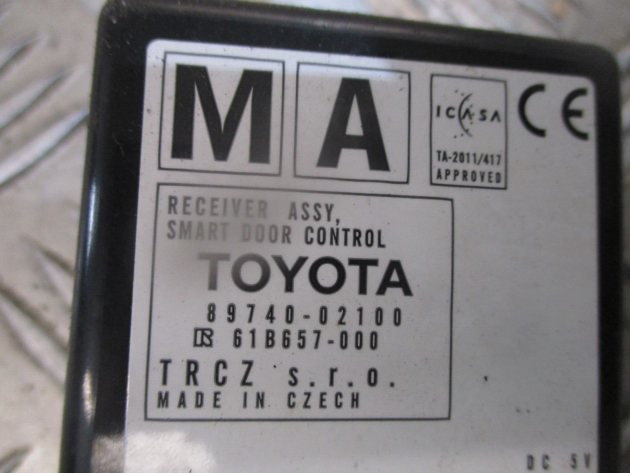 MA
ICASA
TA-2011/417
APPROVED
CE
RECEIVER ASSY,
SMART DOOR CONTROL
TOYOTA
89740-02100
R 61B657-000
TRCZ s.r.o.
MADE IN CZECH
DC 5V